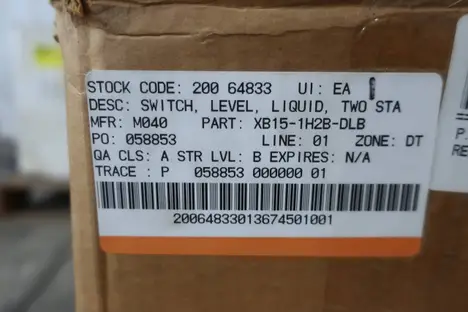 STOCK CODE: 200 64833 UI: EA
DESC: SWITCH, LEVEL, LIQUID, TWO STA
MFR: M040 PART: XB15-1H2B-DLB
PO: 058853 LINE: 01 ZONE: DT
QA CLS: A STR LVL: B EXPIRES: N/A
TRACE : P 058853 000000 01
20064833013674501001